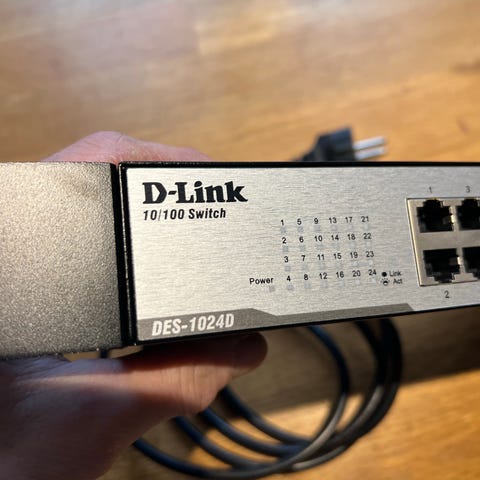 D-Link
10/100 Switch
1 5 9 13 17 21
2 6 10 14 18 22
3 7 11 15 19 23
Power 4 8 12 16 20 24 Link
Act
1 3
2
DES-1024D